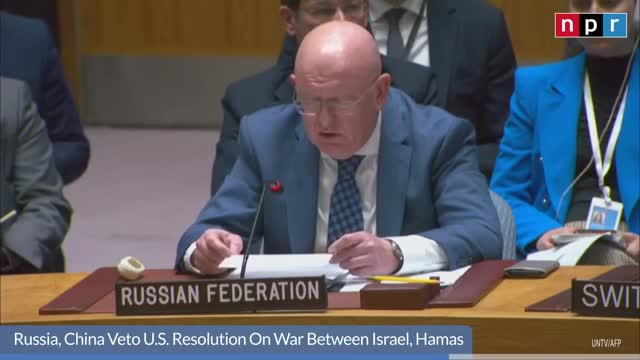 npr
RUSSIAN FEDERATION
SWIT
Russia, China Veto U.S. Resolution On War Between Israel, Hamas
UNTV/AFP